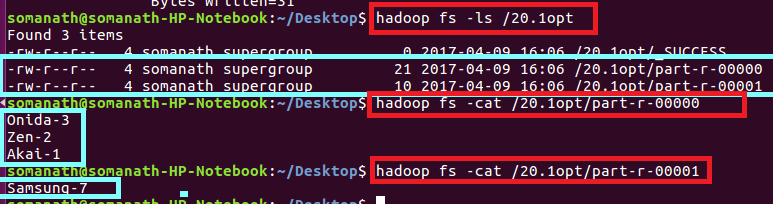 Bytes Written=31
somanath@somanath-HP-Notebook:~/Desktop$ hadoop fs -ls /20.1opt
Found 3 items
-rw-r--r-- 4 somanath supergroup 0 2017-04-09 16:06 /20.1opt/_SUCCESS
-rw-r--r-- 4 somanath supergroup 21 2017-04-09 16:06 /20.1opt/part-r-00000
-rw-r--r-- 4 somanath supergroup 10 2017-04-09 16:06 /20.1opt/part-r-00001
somanath@somanath-HP-Notebook:~/Desktop$ hadoop fs -cat /20.1opt/part-r-00000
Onida-3
Zen-2
Akai-1
somanath@somanath-HP-Notebook:~/Desktop$ hadoop fs -cat /20.1opt/part-r-00001
Samsung-7
somanath@somanath-HP-Notebook:~/Desktop$